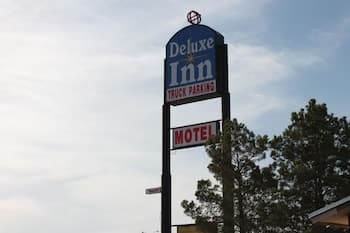 Deluxe
Inn
TRUCK PARKING
MOTEL